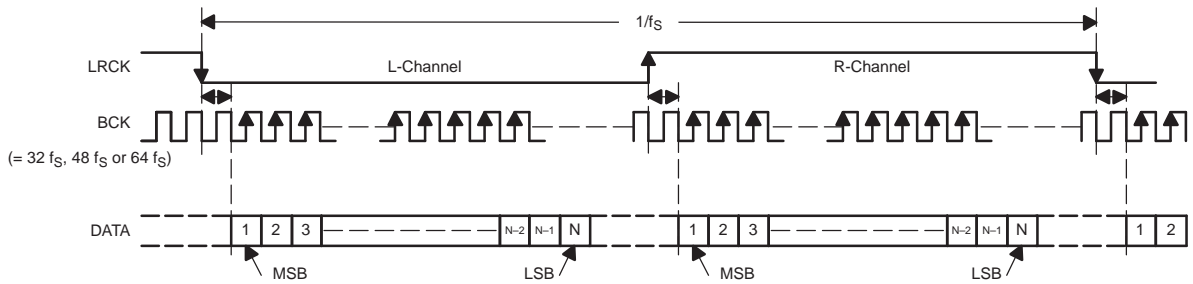 1/fS
LRCK
L-Channel
R-Channel
BCK
(= 32 fS, 48 fS or 64 fS)
DATA
1 2 3 N–2 N–1 N 1 2 3 N–2 N–1 N 1 2
MSB LSB MSB LSB